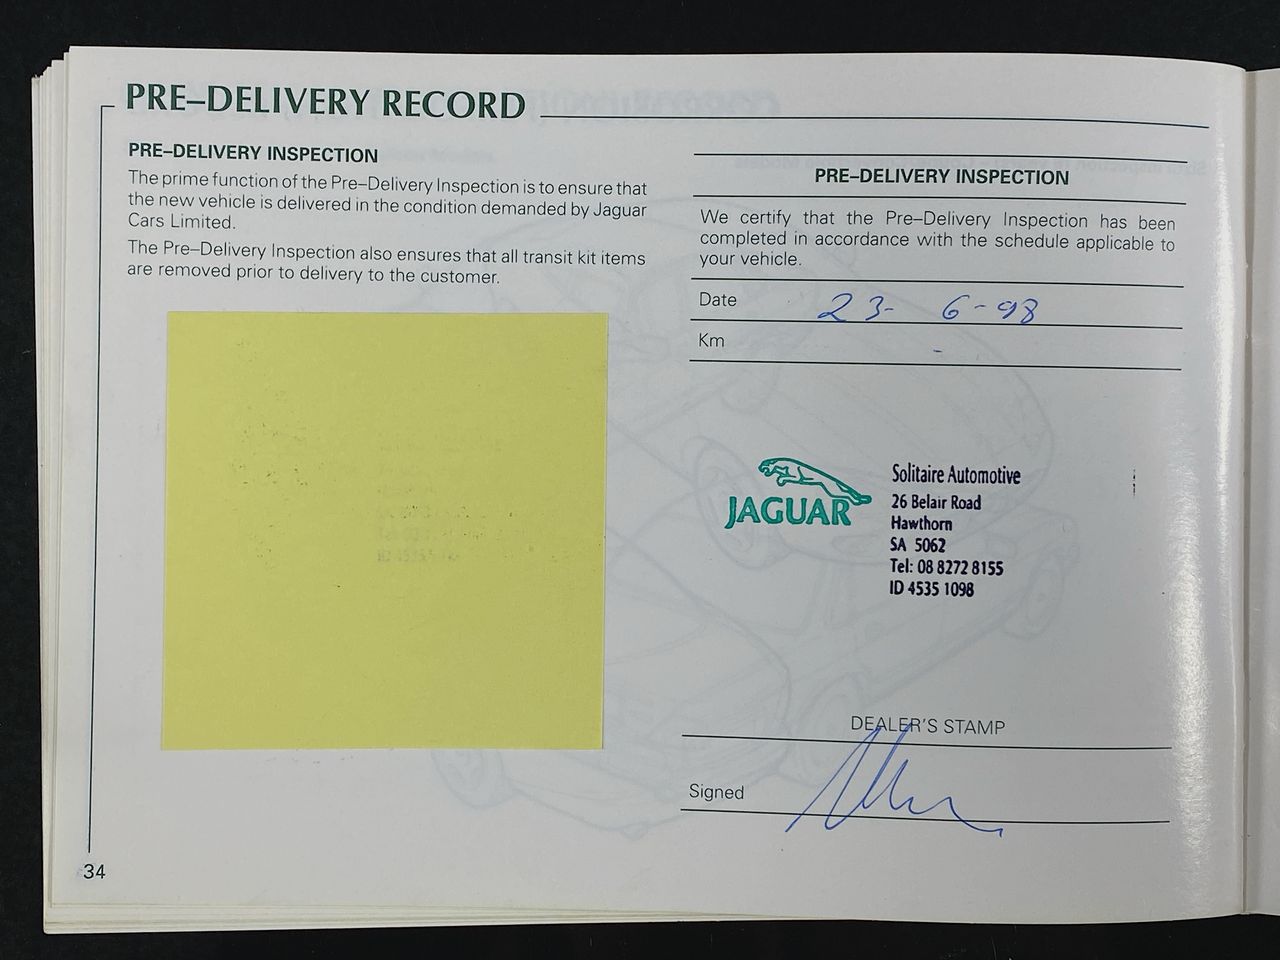 PRE–DELIVERY RECORD
PRE–DELIVERY INSPECTION
The prime function of the Pre–Delivery Inspection is to ensure that
the new vehicle is delivered in the condition demanded by Jaguar
Cars Limited.
The Pre–Delivery Inspection also ensures that all transit kit items
are removed prior to delivery to the customer.
PRE–DELIVERY INSPECTION
We certify that the Pre–Delivery Inspection has been
completed in accordance with the schedule applicable to
your vehicle.
Date 23- 6-98
Km -
JAGUAR
Solitaire Automotive
26 Belair Road
Hawthorn
SA 5062
Tel: 08 8272 8155
ID 4535 1098
DEALER'S STAMP
Signed
34